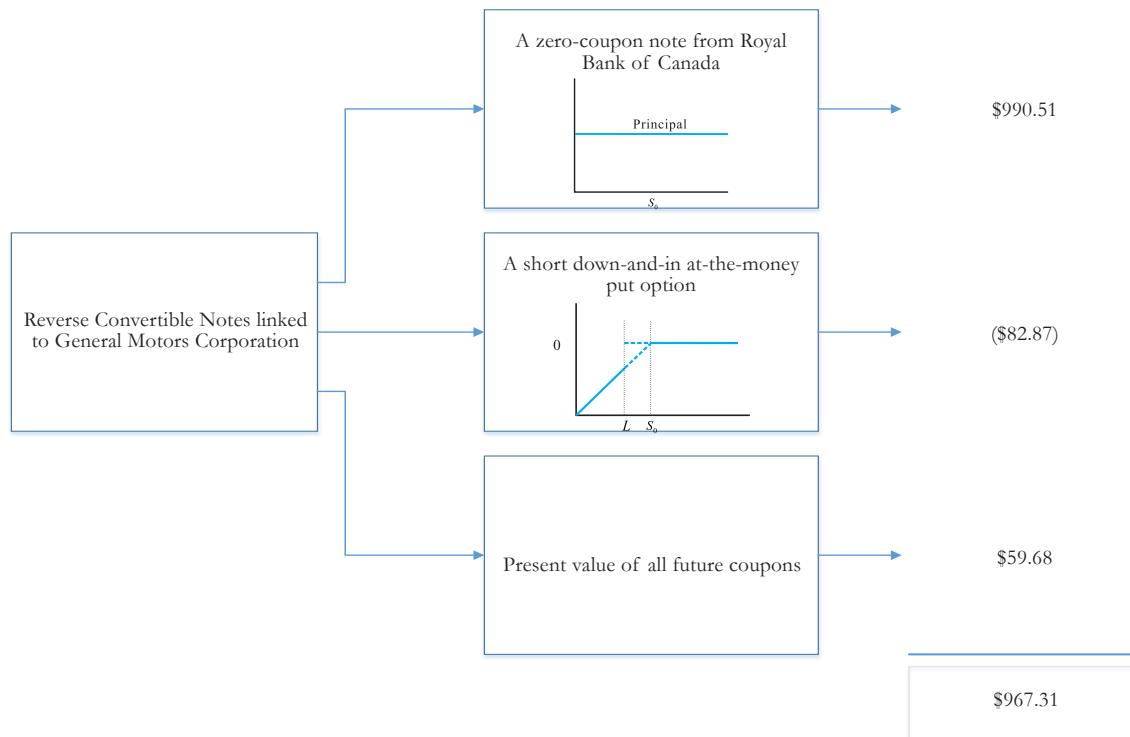 A zero-coupon note from Royal
Bank of Canada
Principal
S₀
$990.51
Reverse Convertible Notes linked
to General Motors Corporation
A short down-and-in at-the-money
put option
0
L S₀
($82.87)
Present value of all future coupons
$59.68
$967.31